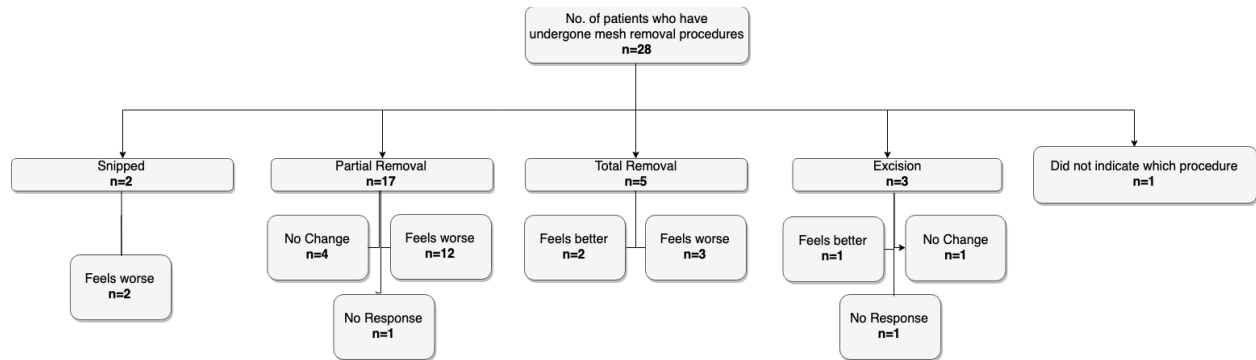 No. of patients who have
undergone mesh removal procedures
n=28
Snipped
n=2
Partial Removal
n=17
Total Removal
n=5
Excision
n=3
Did not indicate which procedure
n=1
Feels worse
n=2
No Change
n=4
Feels worse
n=12
No Response
n=1
Feels better
n=2
Feels worse
n=3
Feels better
n=1
No Change
n=1
No Response
n=1